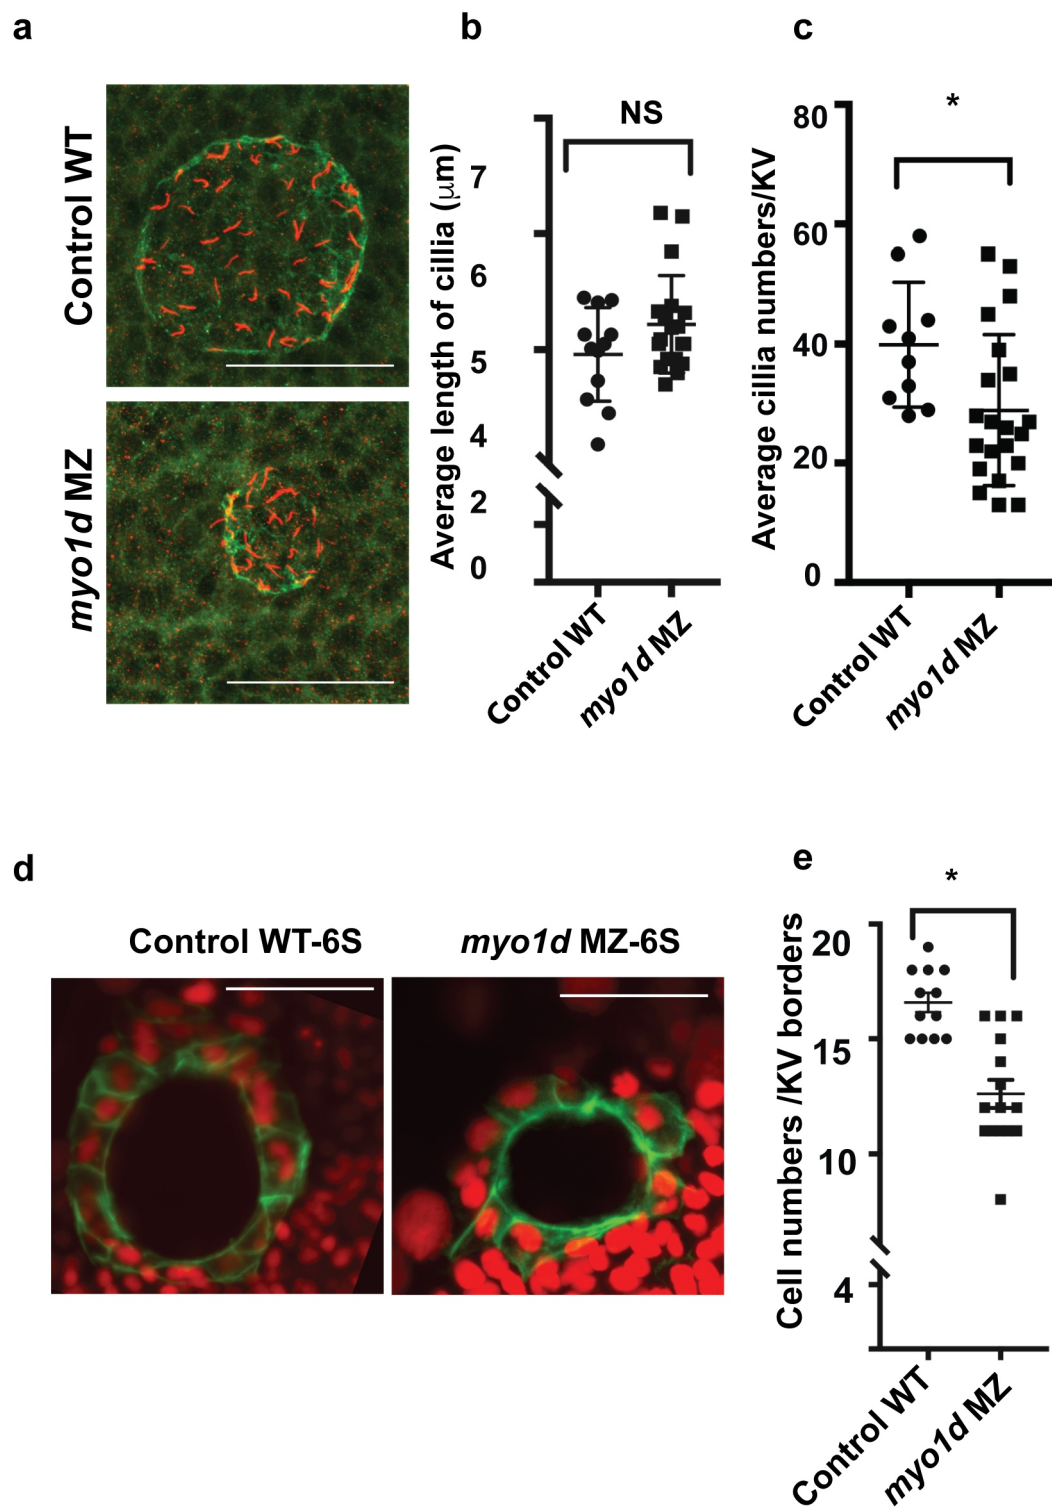 a
Control WT
myo1d MZ
b
Average length of cillia (μm)
NS
7
6
5
4
2
0
Control WT
myo1d MZ
c
Average cillia numbers/KV
*
80
60
40
20
0
Control WT
myo1d MZ
d
Control WT-6S
myo1d MZ-6S
e
Cell numbers /KV borders
*
20
15
10
4
Control WT
myo1d MZ